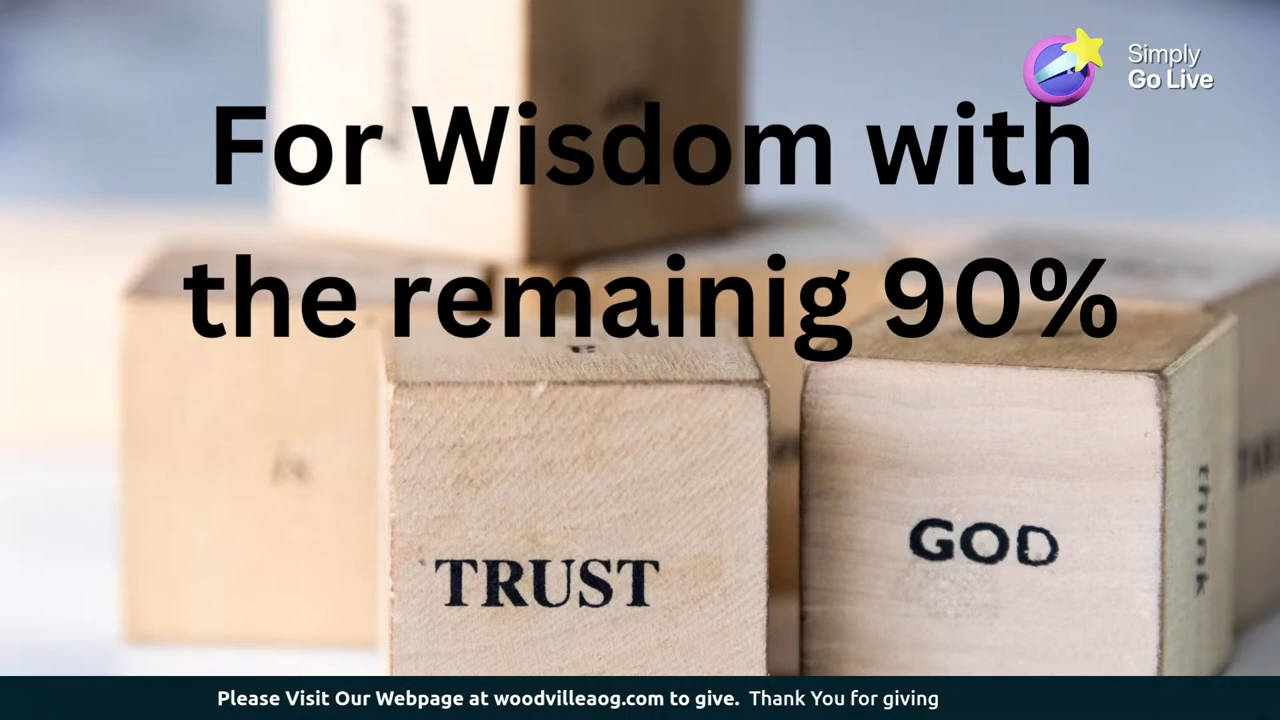 Simply
Go Live
For Wisdom with
the remainig 90%
TRUST
GOD
think
Please Visit Our Webpage at woodvilleaog.com to give. Thank You for giving